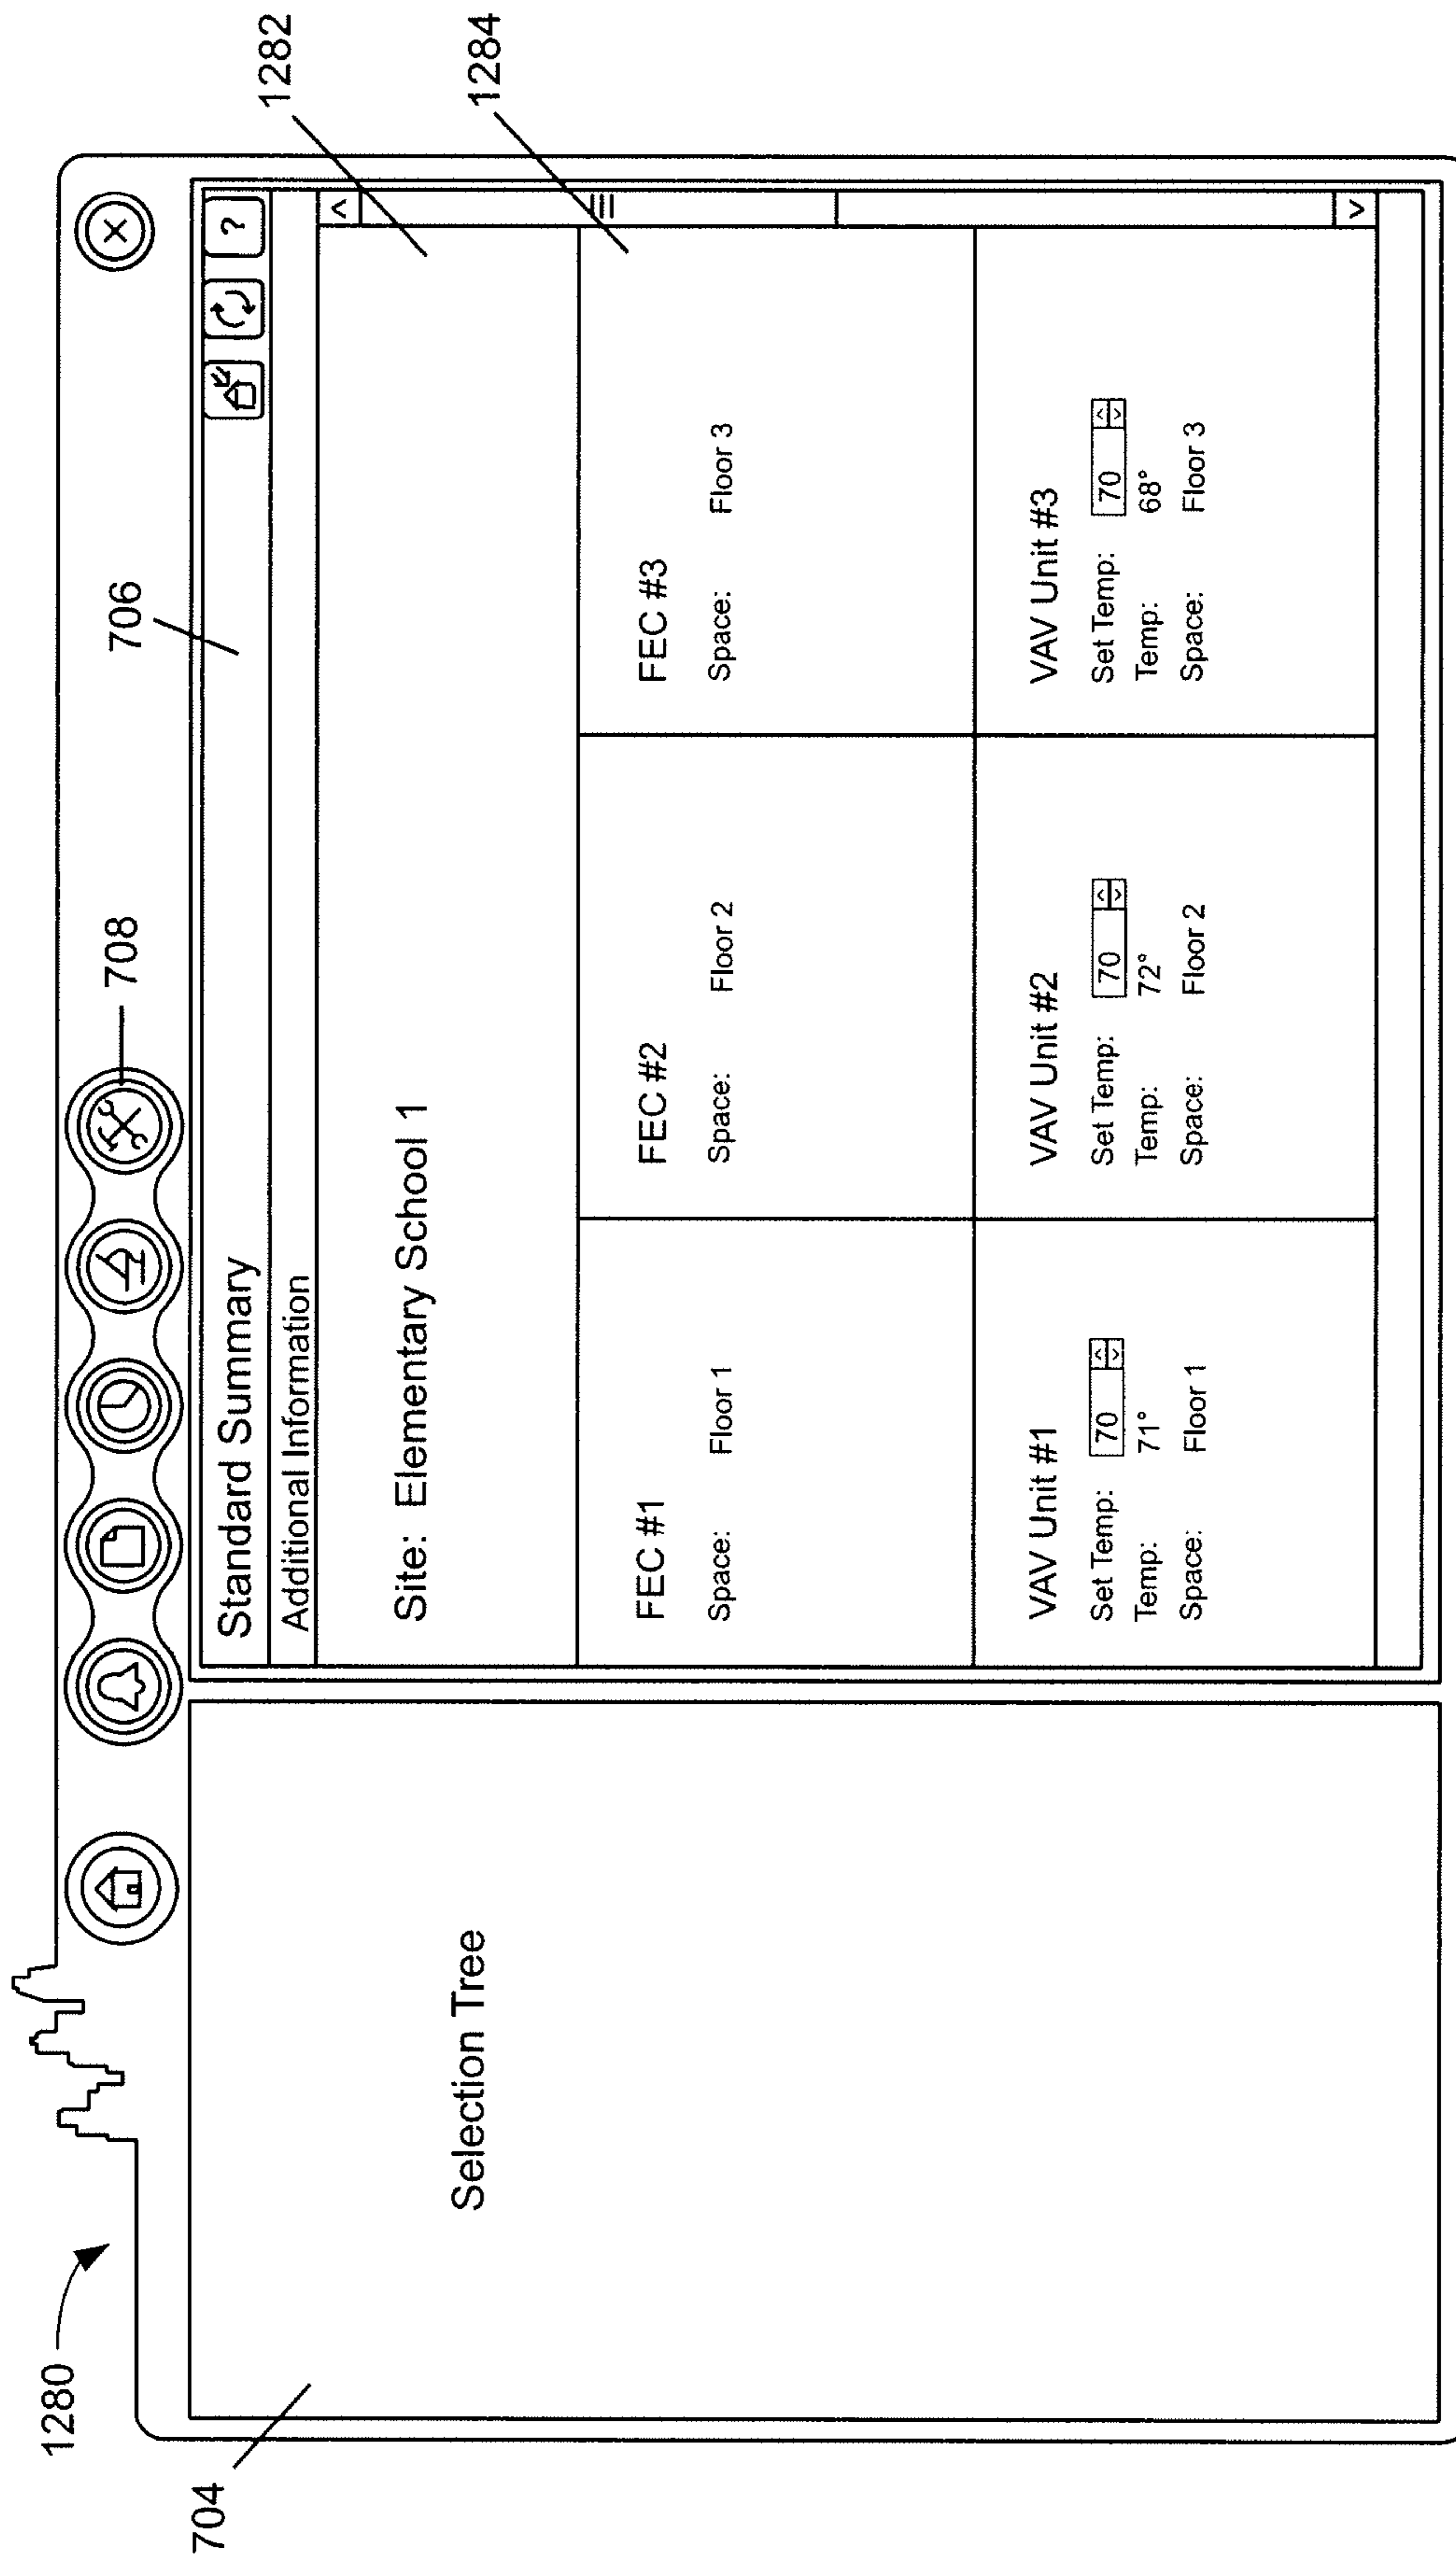 1280
704
708
706
1282
1284
Selection Tree
Standard Summary
?
Additional Information
Site: Elementary School 1
FEC #1
Space: Floor 1
FEC #2
Space: Floor 2
FEC #3
Space: Floor 3
VAV Unit #1
Set Temp: 70
Temp: 71°
Space: Floor 1
VAV Unit #2
Set Temp: 70
Temp: 72°
Space: Floor 2
VAV Unit #3
Set Temp: 70
Temp: 68°
Space: Floor 3